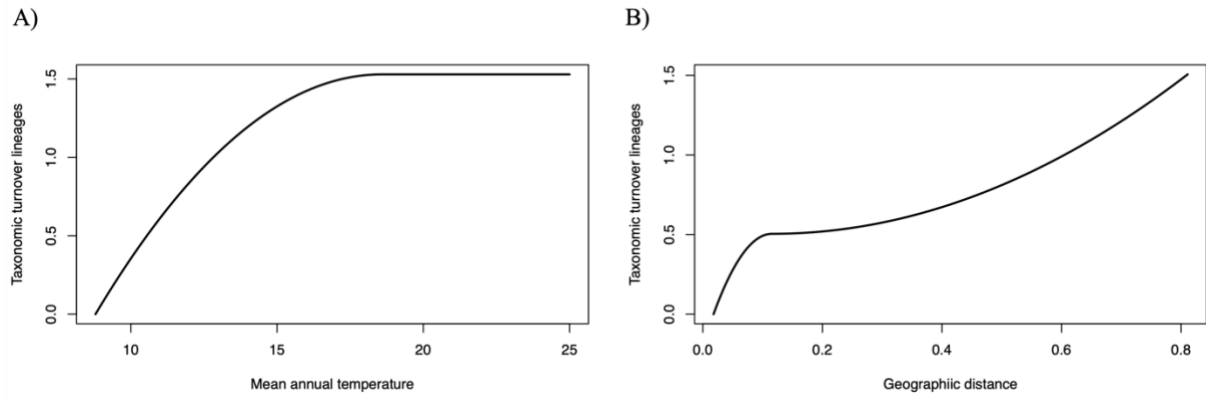 A)
Taxonomic turnover lineages
1.5
1.0
0.5
0.0
10
15
20
25
Mean annual temperature
B)
Taxonomic turnover lineages
1.5
1.0
0.5
0.0
0.0
0.2
0.4
0.6
0.8
Geographiic distance